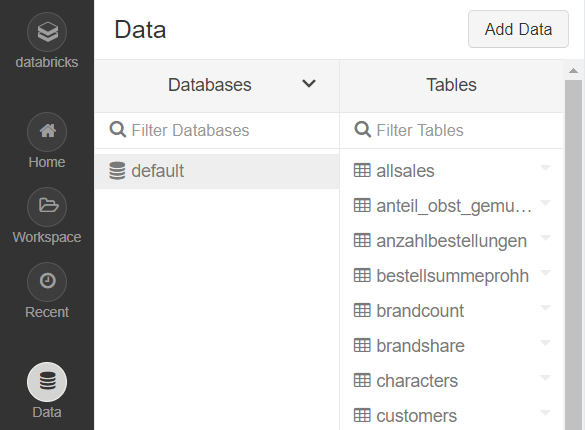 databricks
Home
Workspace
Recent
Data
Data
Add Data
Databases
Tables
Filter Databases
Filter Tables
default
allsales
anteil_obst_gemu...
anzahlbestellungen
bestellsummeprohh
brandcount
brandshare
characters
customers